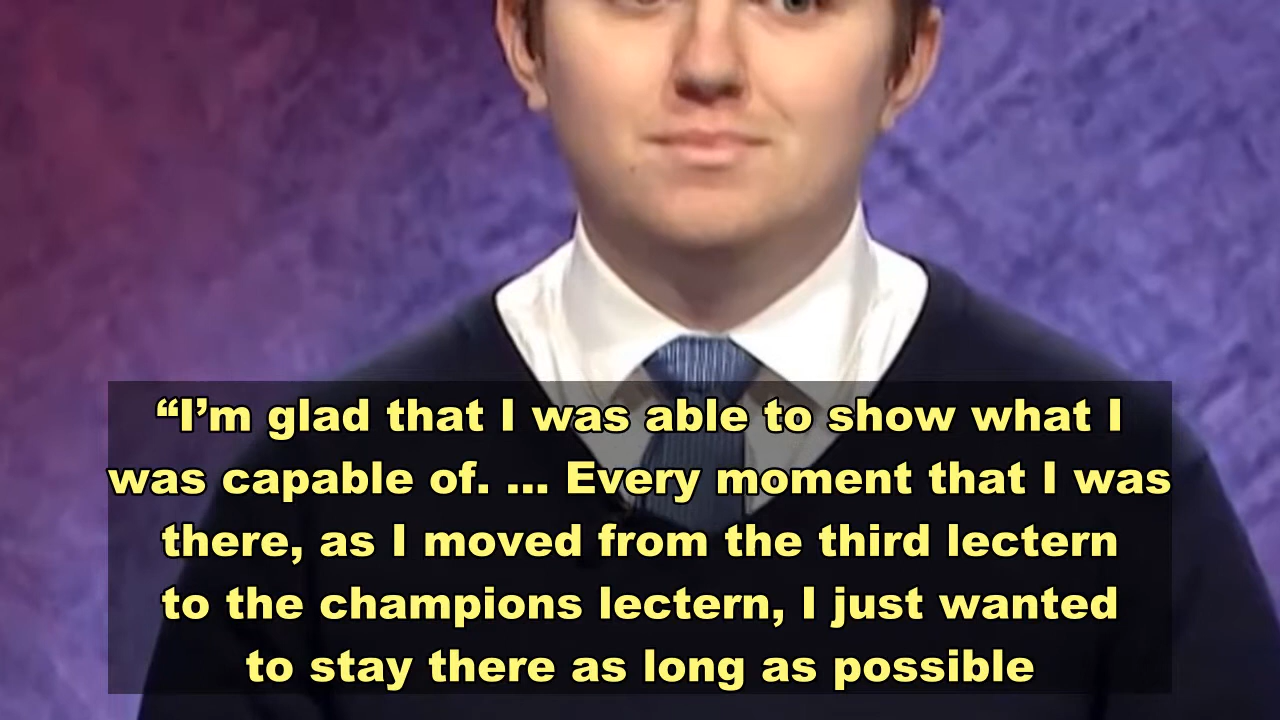 “I’m glad that I was able to show what I
was capable of. ... Every moment that I was
there, as I moved from the third lectern
to the champions lectern, I just wanted
to stay there as long as possible